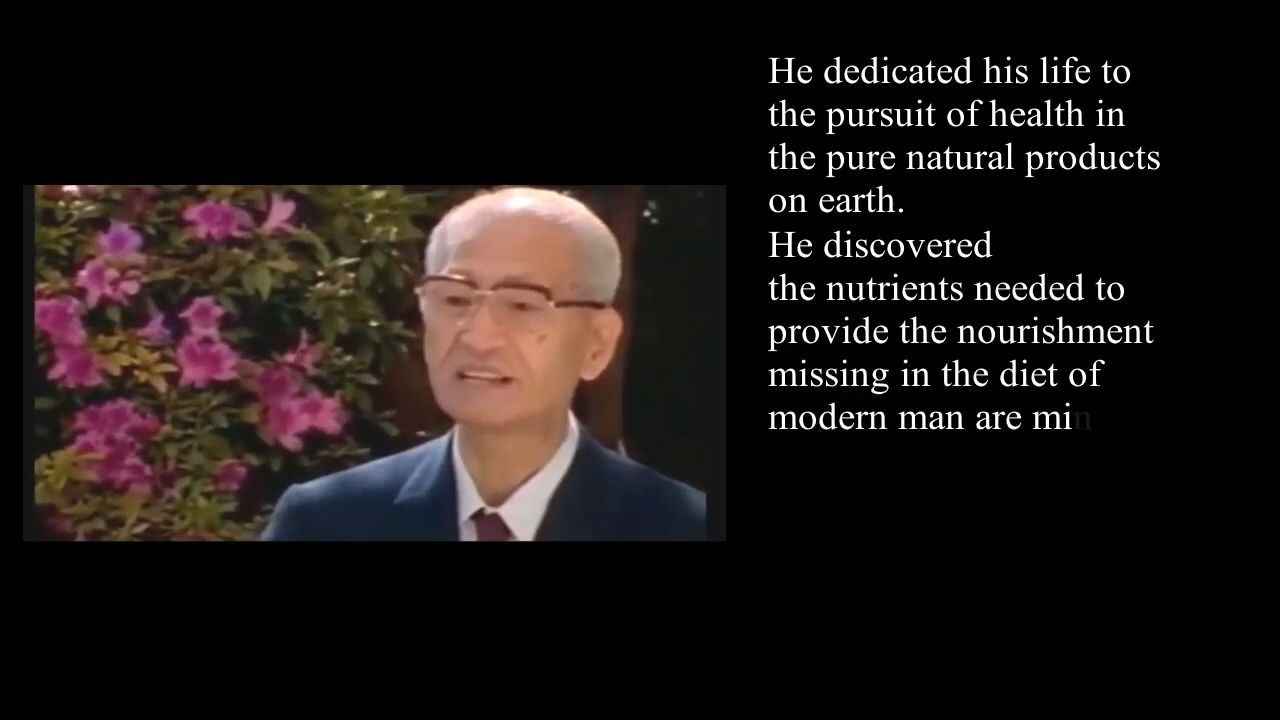 He dedicated his life to
the pursuit of health in
the pure natural products
on earth.
He discovered
the nutrients needed to
provide the nourishment
missing in the diet of
modern man are min